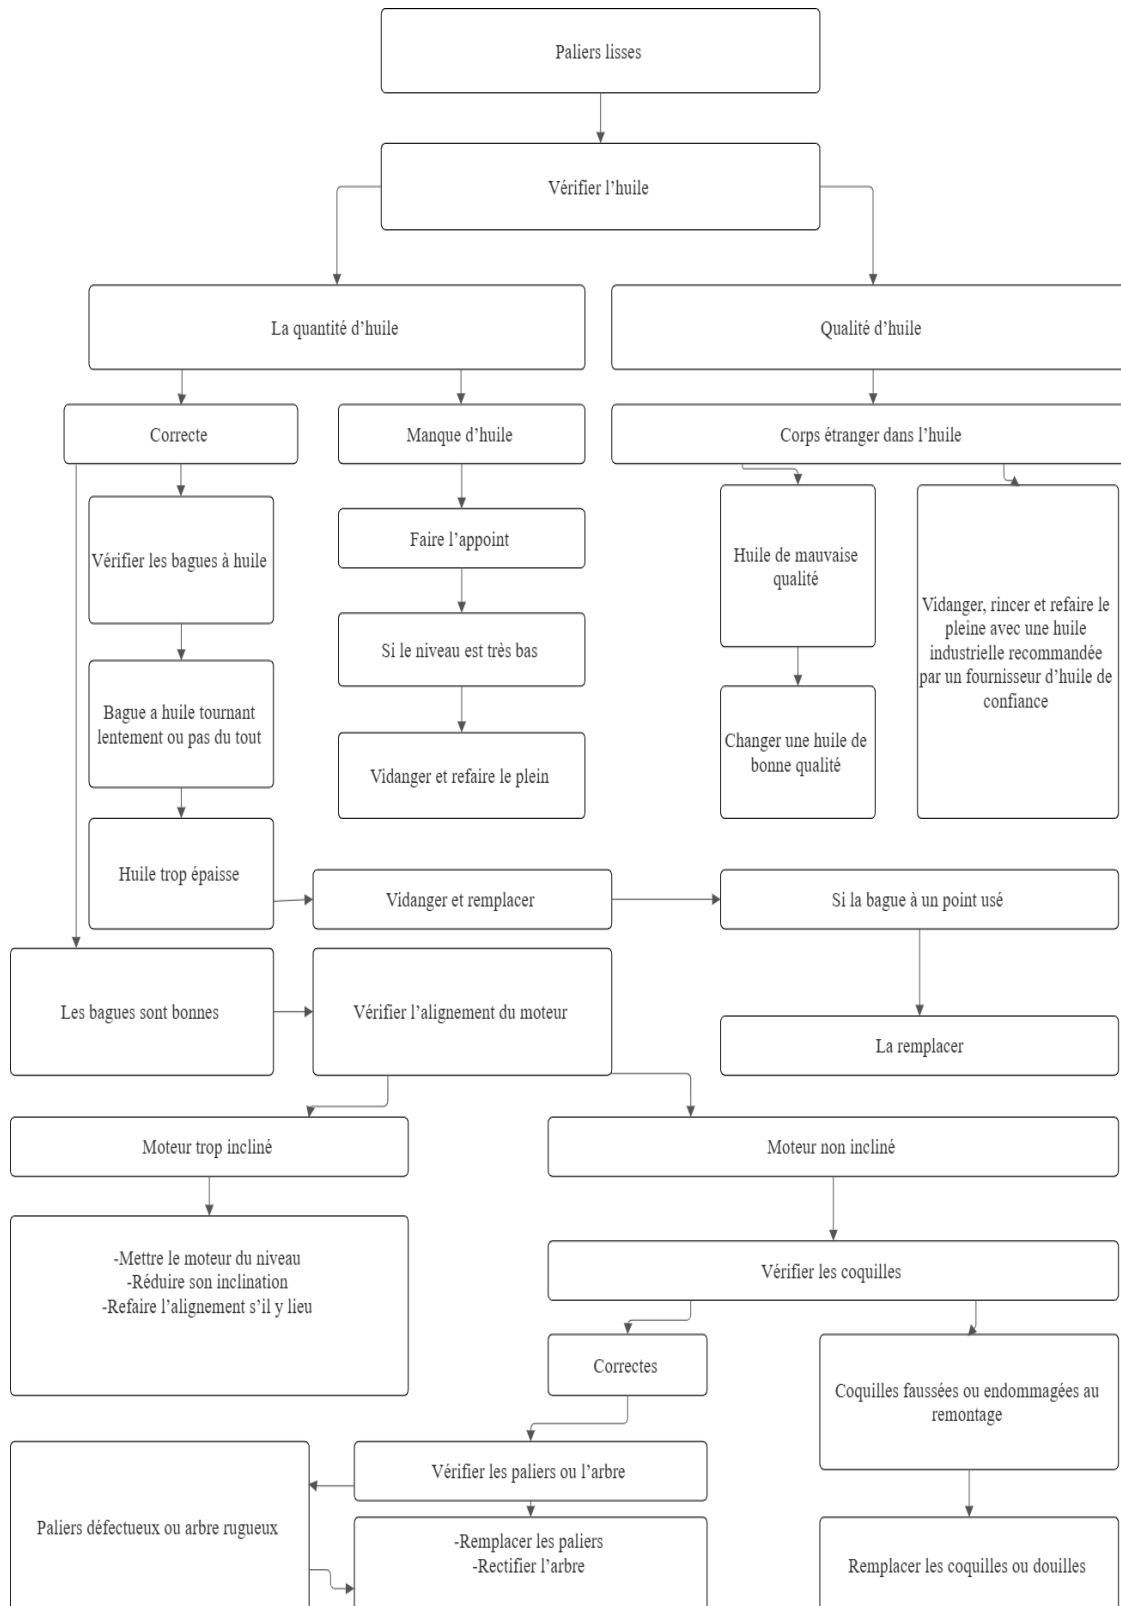 Paliers lisses
Vérifier l’huile
La quantité d’huile
Qualité d’huile
Correcte
Manque d’huile
Corps étranger dans l’huile
Vérifier les bagues à huile
Faire l’appoint
Huile de mauvaise
qualité
Vidanger, rincer et refaire le
pleine avec une huile
industrielle recommandée
par un fournisseur d’huile de
confiance
Si le niveau est très bas
Bague a huile tournant
lentement ou pas du tout
Changer une huile de
bonne qualité
Vidanger et refaire le plein
Huile trop épaisse
Vidanger et remplacer
Si la bague à un point usé
Les bagues sont bonnes
Vérifier l’alignement du moteur
La remplacer
Moteur trop incliné
Moteur non incliné
-Mettre le moteur du niveau
-Réduire son inclination
-Refaire l’alignement s’il y lieu
Vérifier les coquilles
Correctes
Coquilles faussées ou endommagées au
remontage
Vérifier les paliers ou l’arbre
Paliers défectueux ou arbre rugueux
-Remplacer les paliers
-Rectifier l’arbre
Remplacer les coquilles ou douilles